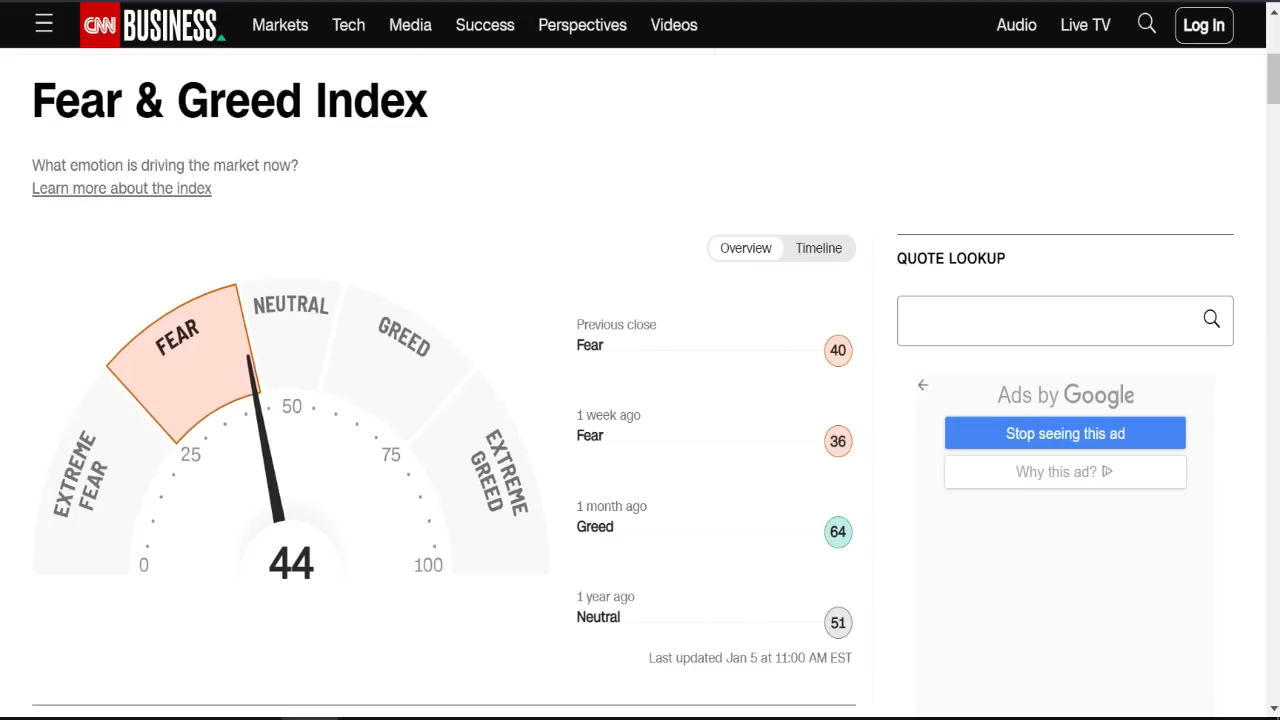 CNN BUSINESS Markets Tech Media Success Perspectives Videos Audio Live TV Log In
Fear & Greed Index
What emotion is driving the market now?
Learn more about the index
Overview Timeline
EXTREME FEAR
FEAR
NEUTRAL
GREED
EXTREME GREED
0
25
50
75
100
44
Previous close
Fear 40
1 week ago
Fear 36
1 month ago
Greed 64
1 year ago
Neutral 51
Last updated Jan 5 at 11:00 AM EST
QUOTE LOOKUP
Ads by Google
Stop seeing this ad
Why this ad?